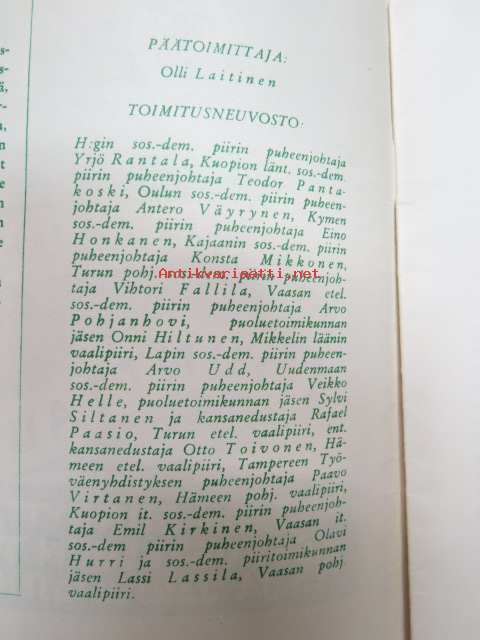 PÄÄTOIMITTAJA:
Olli Laitinen
TOIMITUSNEUVOSTO.
H:gin sos.-dem. piirin puheenjohtaja
Yrjö Rantala, Kuopion länt. sos.-dem.
piirin puheenjohtaja Teodor Panta-
koski, Oulun sos.-dem. piirin puheen-
johtaja Antero Väyrynen, Kymen
sos.-dem. piirin puheenjohtaja Eino
Honkanen, Kajaanin sos.-dem. piirin
puheenjohtaja Konsta Mikkonen,
Turun pohj. sos.-dem. piirin puheenjoh-
taja Vihtori Fallila, Vaasan etel.
sos.-dem. piirin puheenjohtaja Arvo
Pohjanhovi, puoluetoimikunnan
jäsen Onni Hiltunen, Mikkelin läänin
vaalipiiri, Lapin sos.-dem. piirin puheen-
johtaja Arvo Udd, Uudenmaan
sos.-dem. piirin puheenjohtaja Veikko
Helle, puoluetoimikunnan jäsen Sylvi
Siltanen ja kansanedustaja Rafael
Paasio, Turun etel. vaalipiiri, ent.
kansanedustaja Otto Toivonen, Hä-
meen etel. vaalipiiri, Tampereen Työ-
väenyhdistyksen puheenjohtaja Paavo
Virtanen, Hämeen pohj. vaalipiiri,
Kuopion it. sos.-dem. piirin puheenjoh-
taja Emil Kirkinen, Vaasan it.
sos.-dem piirin puheenjohtaja Olavi
Hurri ja sos.-dem. piiritoimikunnan
jäsen Lassi Lassila, Vaasan pohj.
vaalipiiri.
Antikvariaatti.net